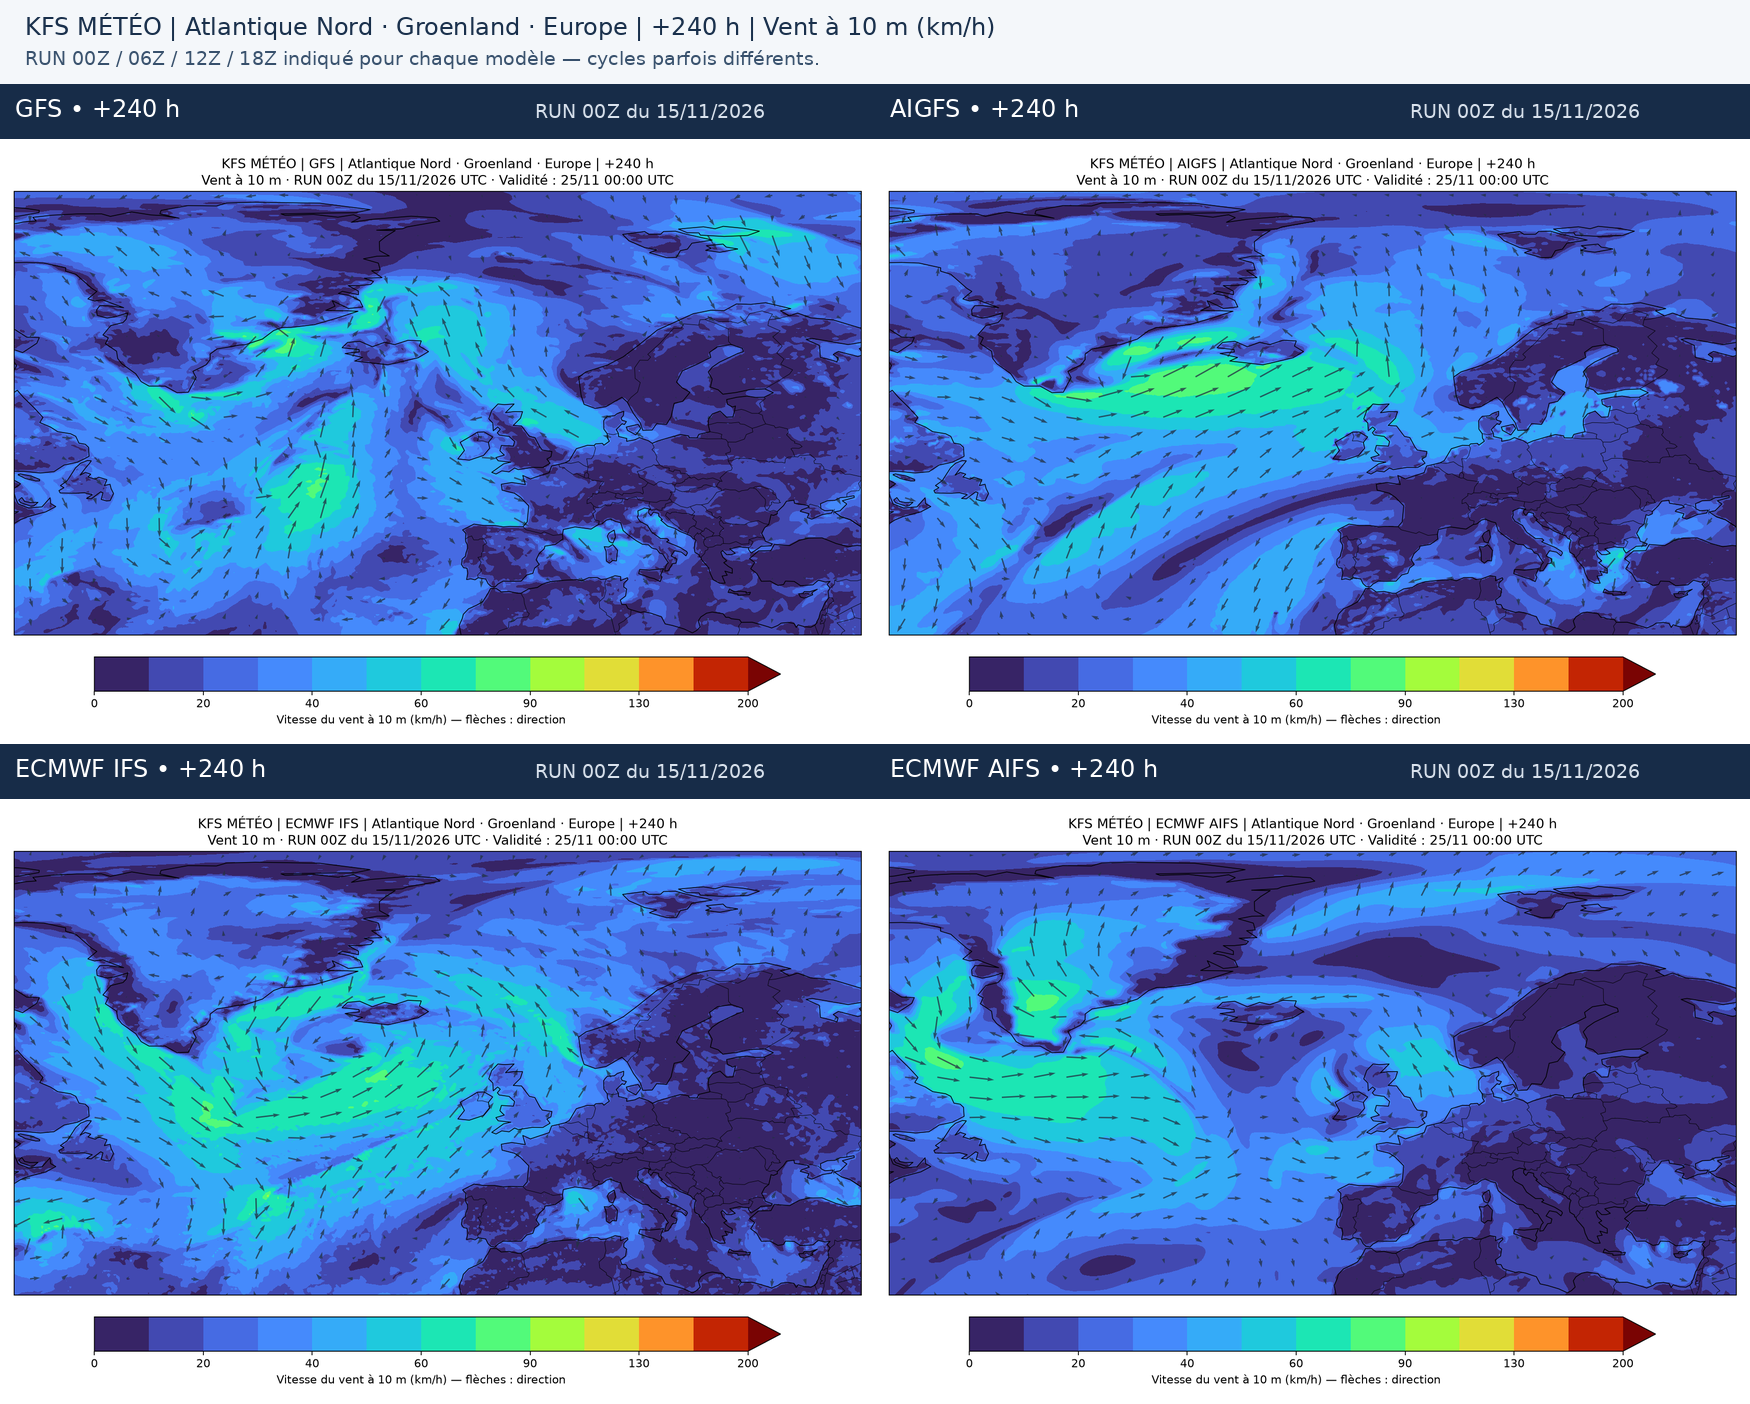 KFS MÉTÉO | Atlantique Nord · Groenland · Europe | +240 h | Vent à 10 m (km/h)
RUN 00Z / 06Z / 12Z / 18Z indiqué pour chaque modèle — cycles parfois différents.
GFS • +240 h RUN 00Z du 15/11/2026
KFS MÉTÉO | GFS | Atlantique Nord · Groenland · Europe | +240 h
Vent à 10 m · RUN 00Z du 15/11/2026 UTC · Validité : 25/11 00:00 UTC
0 20 40 60 90 130 200
Vitesse du vent à 10 m (km/h) — flèches : direction
AIGFS • +240 h RUN 00Z du 15/11/2026
KFS MÉTÉO | AIGFS | Atlantique Nord · Groenland · Europe | +240 h
Vent à 10 m · RUN 00Z du 15/11/2026 UTC · Validité : 25/11 00:00 UTC
0 20 40 60 90 130 200
Vitesse du vent à 10 m (km/h) — flèches : direction
ECMWF IFS • +240 h RUN 00Z du 15/11/2026
KFS MÉTÉO | ECMWF IFS | Atlantique Nord · Groenland · Europe | +240 h
Vent 10 m · RUN 00Z du 15/11/2026 UTC · Validité : 25/11 00:00 UTC
0 20 40 60 90 130 200
Vitesse du vent à 10 m (km/h) — flèches : direction
ECMWF AIFS • +240 h RUN 00Z du 15/11/2026
KFS MÉTÉO | ECMWF AIFS | Atlantique Nord · Groenland · Europe | +240 h
Vent 10 m · RUN 00Z du 15/11/2026 UTC · Validité : 25/11 00:00 UTC
0 20 40 60 90 130 200
Vitesse du vent à 10 m (km/h) — flèches : direction